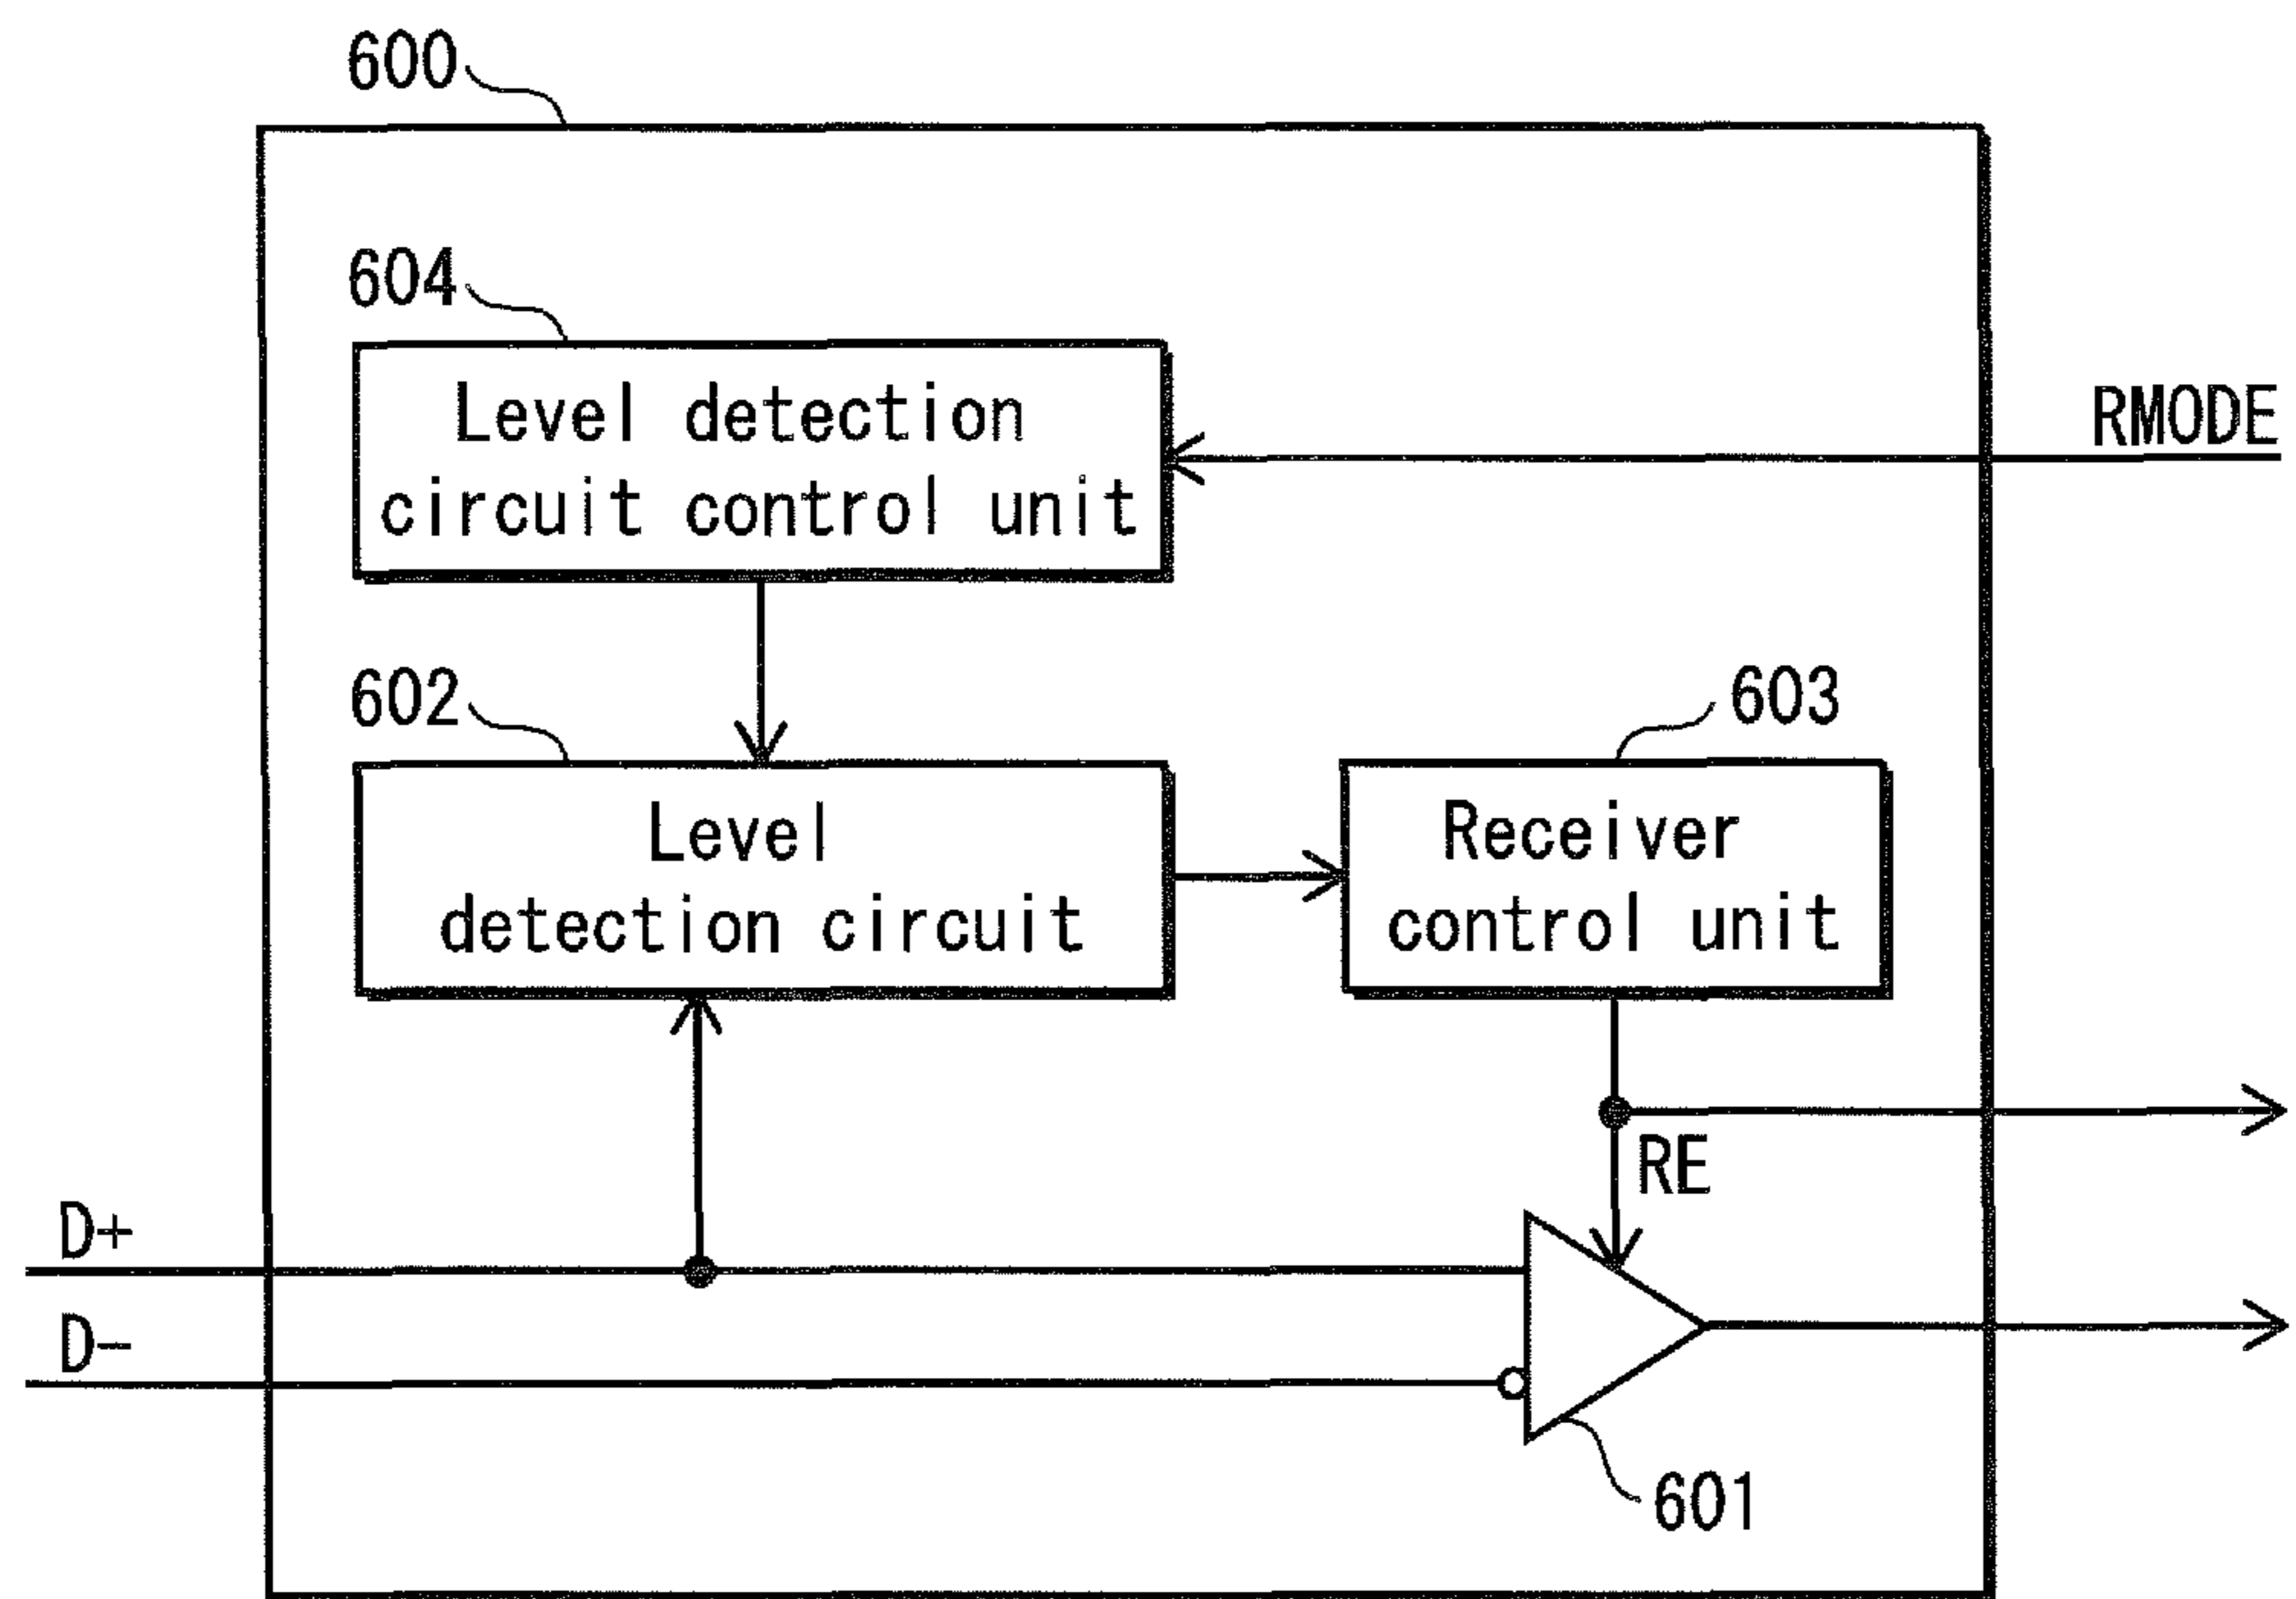 600
604
Level detection
circuit control unit
RMODE
602
Level
detection circuit
603
Receiver
control unit
RE
D+
D-
601